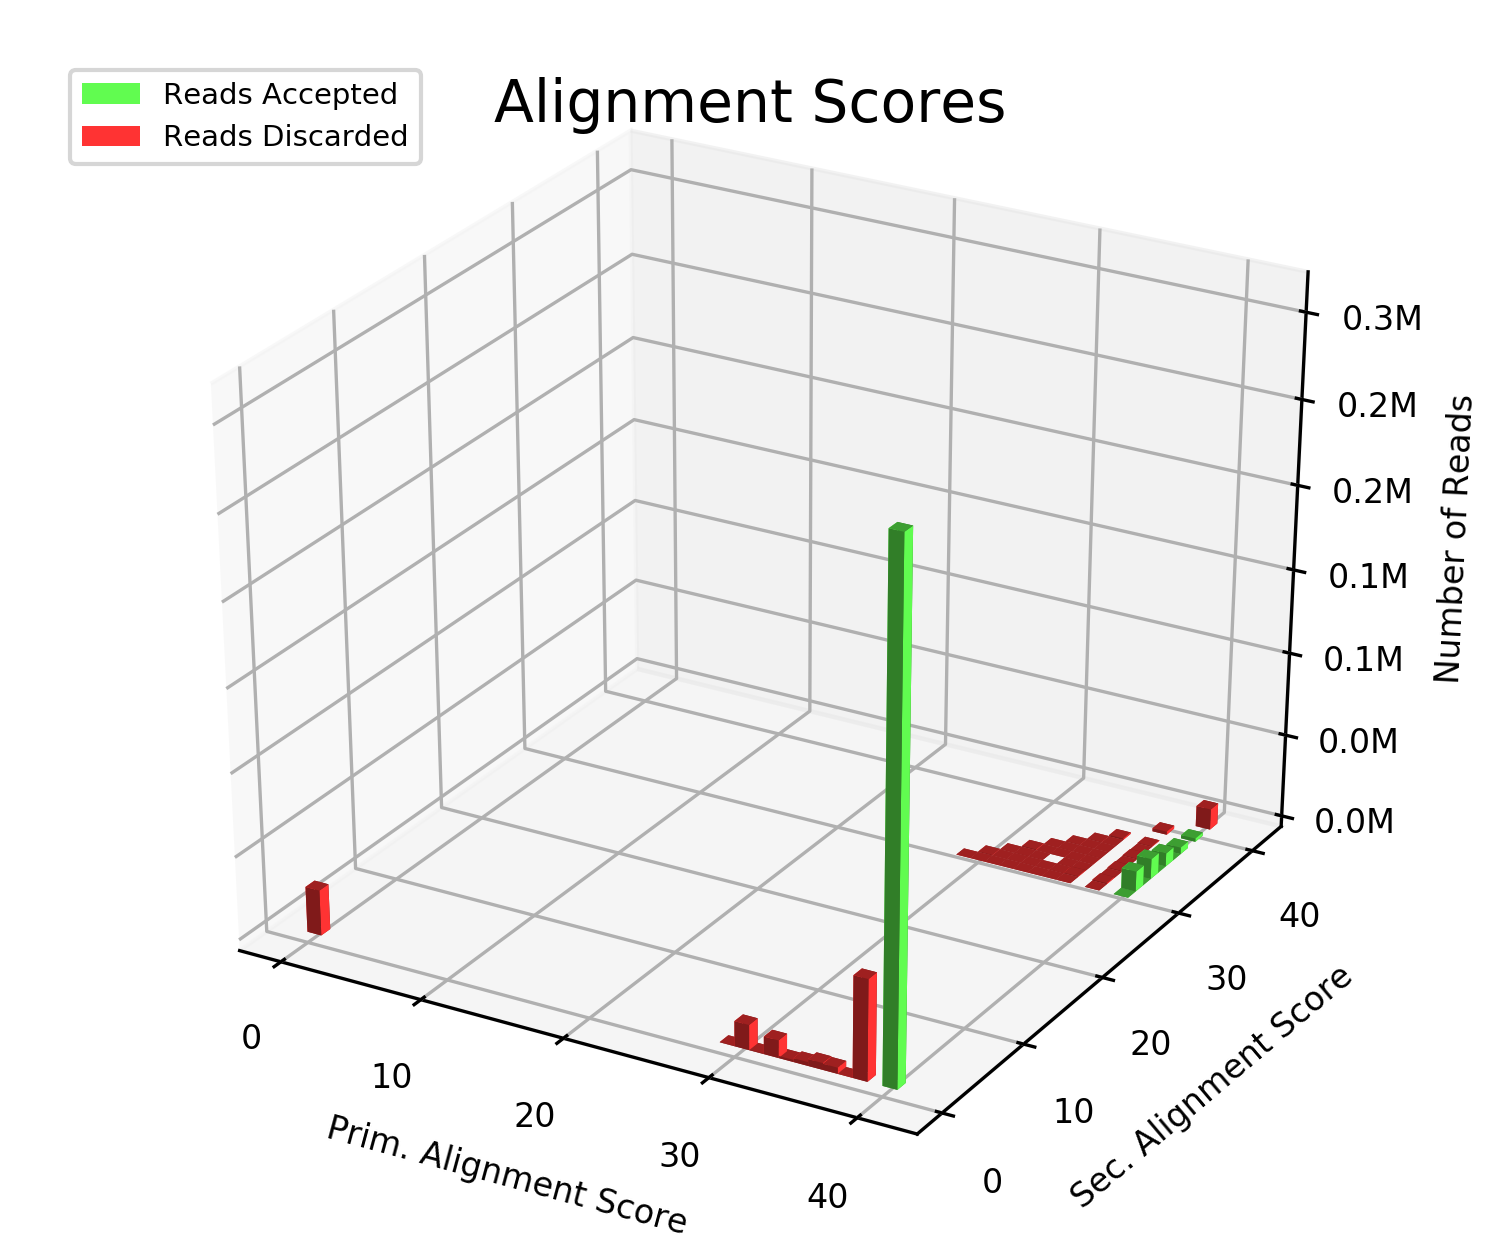 Alignment Scores
Reads Accepted
Reads Discarded
0.3M
0.2M
0.2M
0.1M
0.1M
0.0M
0.0M
Number of Reads
0
10
20
30
40
Prim. Alignment Score
0
10
20
30
40
Sec. Alignment Score